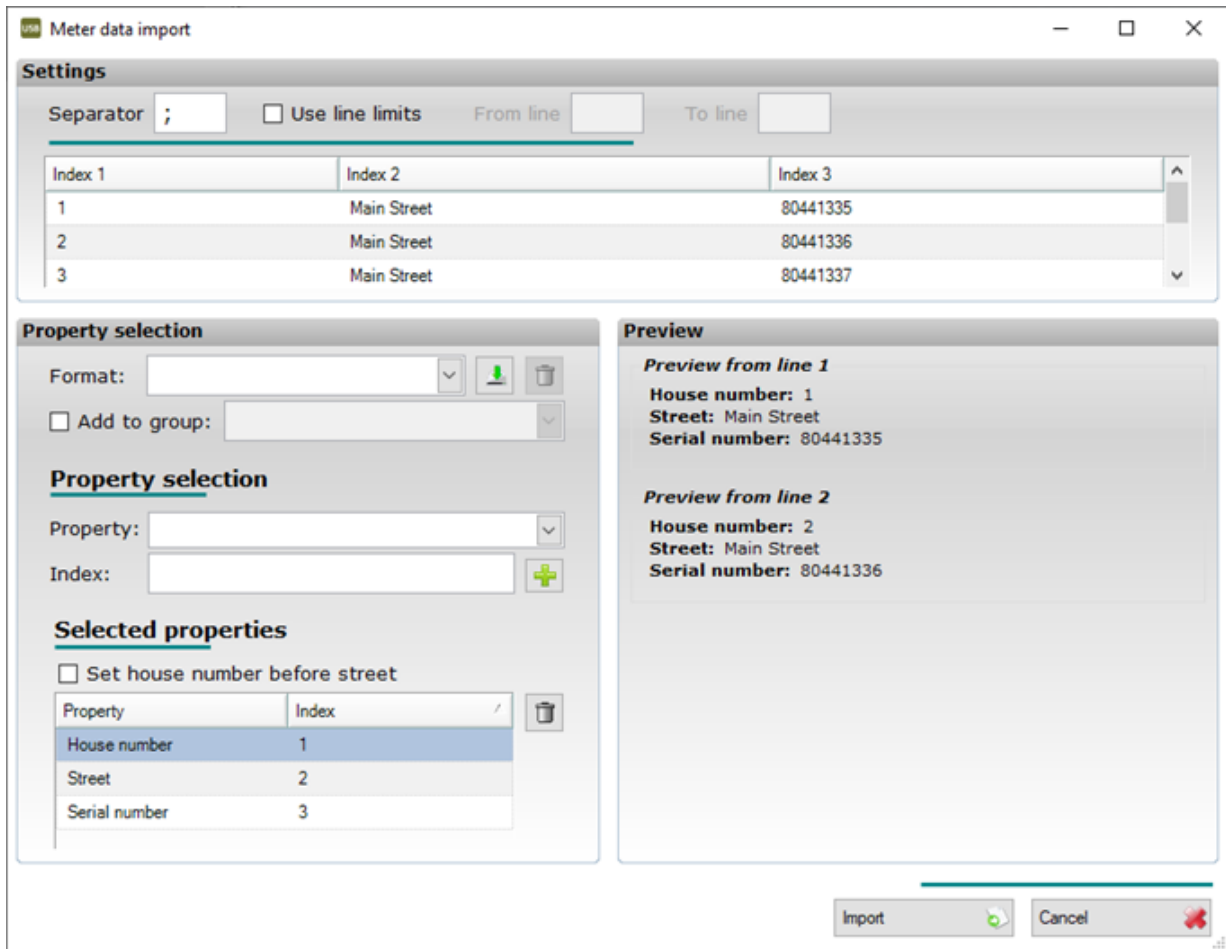 USB Meter data import
Settings
Separator ; Use line limits From line To line
Index 1 Index 2 Index 3
1 Main Street 80441335
2 Main Street 80441336
3 Main Street 80441337
Property selection
Format:
Add to group:
Property selection
Property:
Index:
Selected properties
Set house number before street
Property Index
House number 1
Street 2
Serial number 3
Preview
Preview from line 1
House number: 1
Street: Main Street
Serial number: 80441335
Preview from line 2
House number: 2
Street: Main Street
Serial number: 80441336
Import Cancel